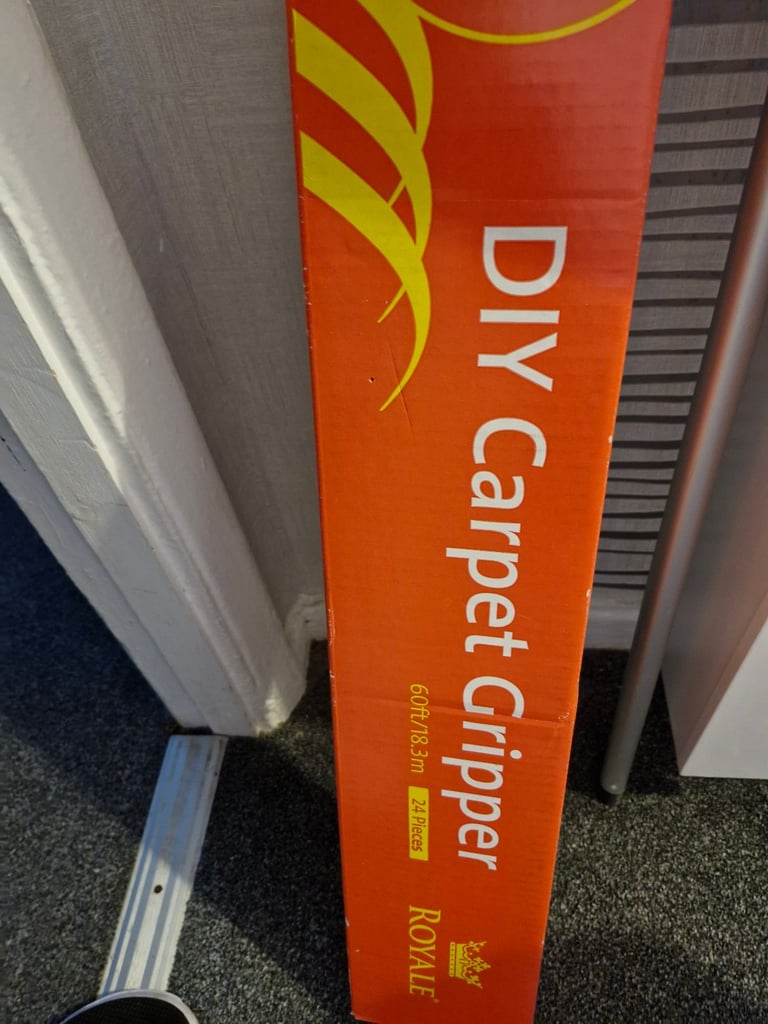 DIY Carpet Gripper
60ft/18.3m 24 Pieces
ROYALE®